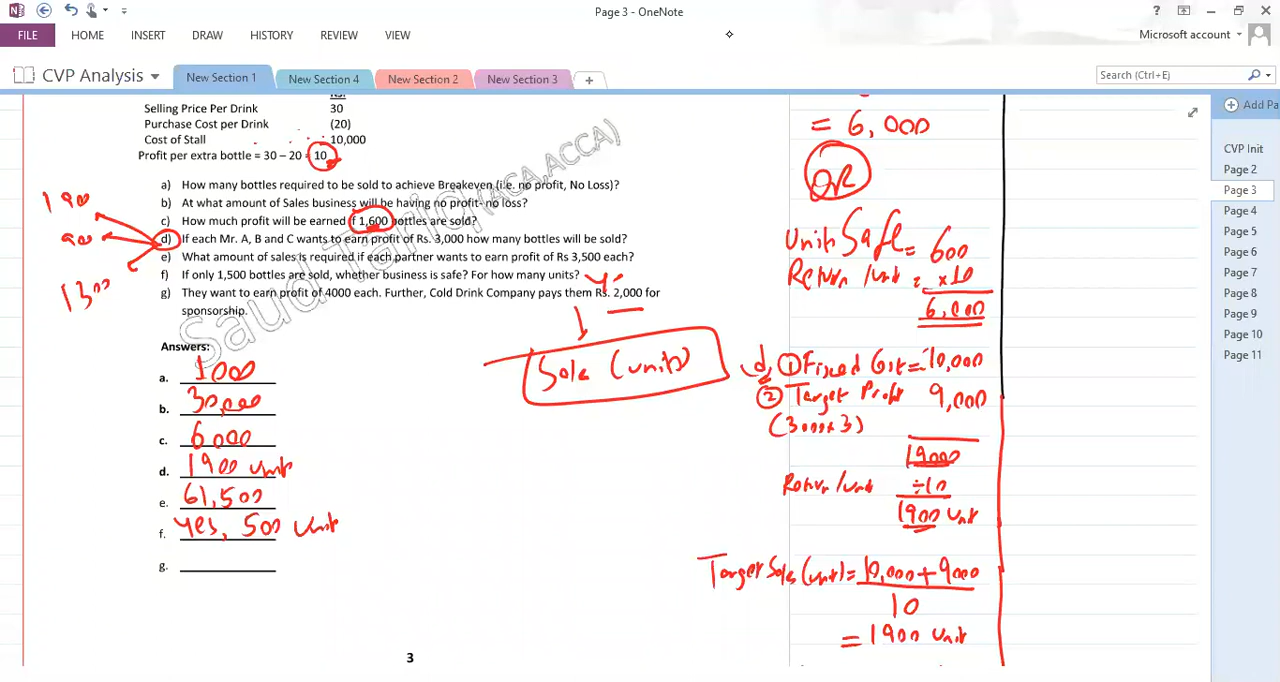 Page 3 - OneNote
Microsoft account
FILE HOME INSERT DRAW HISTORY REVIEW VIEW
CVP Analysis New Section 1 New Section 4 New Section 2 New Section 3 Search (Ctrl+E)
Add Pa
CVP Init
Page 2
Page 3
Page 4
Page 5
Page 6
Page 7
Page 8
Page 9
Page 10
Page 11
Selling Price Per Drink 30
Purchase Cost per Drink (20)
Cost of Stall 10,000
Profit per extra bottle = 30 – 20 = 10
a) How many bottles required to be sold to achieve Breakeven (i.e. no profit, No Loss)?
b) At what amount of Sales business will be having no profit- no loss?
c) How much profit will be earned if 1,600 bottles are sold?
d) If each Mr. A, B and C wants to earn profit of Rs. 3,000 how many bottles will be sold?
e) What amount of sales is required if each partner wants to earn profit of Rs 3,500 each?
f) If only 1,500 bottles are sold, whether business is safe? For how many units?
g) They want to earn profit of 4000 each. Further, Cold Drink Company pays them Rs. 2,000 for
sponsorship.
Saud Tariq (ACA,ACCA)
190
900
1300
Sale (units)
Answers:
a. 1000
b. 30,000
c. 6000
d. 1900 unit
e. 61,500
f. Yes, 500 Unit
g.
3
= 6,000
OR
Units Safe = 600
Return/unit = ×10
6,000
d, 1 Fixed Cost = 10,000
2 Target Profit 9,000
(3000×3)
19000
Return/unit ÷10
1900 unit
Target Sales (unit) = 10,000 + 9000
10
= 1900 unit